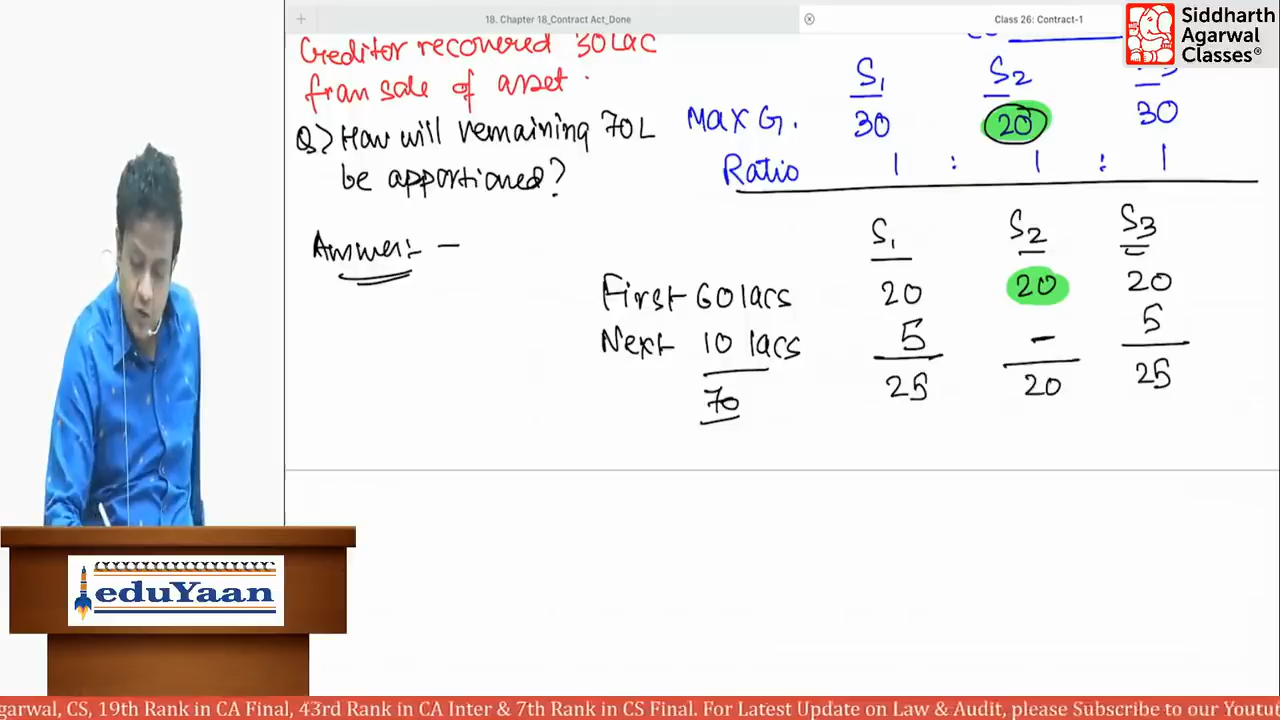 18. Chapter 18_Contract Act_Done
Class 26: Contract-1
Siddharth
Agarwal
Classes®
Creditor recovered 30 Lac
from sale of asset.
Q> How will remaining 70L
be apportioned?
S1 S2
Max G. 30 20 30
Ratio 1 : 1 : 1
Answer: -
S1 S2 S3
First 60 lacs 20 20 20
Next 10 lacs 5 - 5
70 25 20 25
eduYaan
garwal, CS, 19th Rank in CA Final, 43rd Rank in CA Inter & 7th Rank in CS Final. For Latest Update on Law & Audit, please Subscribe to our Youtu